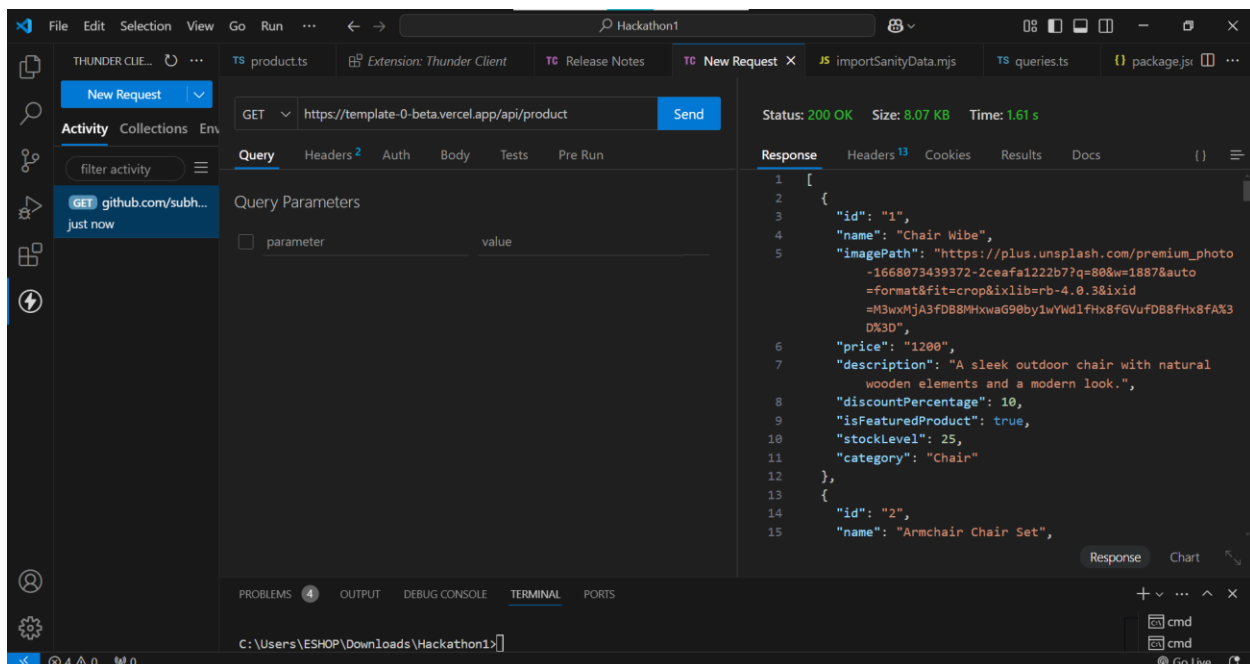 File Edit Selection View Go Run ··· Hackathon1
THUNDER CLIE... ···
TS product.ts Extension: Thunder Client TC Release Notes TC New Request JS importSanityData.mjs TS queries.ts {} package.js ···
New Request
Activity Collections Env
filter activity
GET github.com/subh...
just now
GET https://template-0-beta.vercel.app/api/product Send
Query Headers 2 Auth Body Tests Pre Run
Query Parameters
parameter value
Status: 200 OK Size: 8.07 KB Time: 1.61 s
Response Headers 13 Cookies Results Docs {}
1 [
2 {
3 "id": "1",
4 "name": "Chair Wibe",
5 "imagePath": "https://plus.unsplash.com/premium_photo
-1668073439372-2ceafa1222b7?q=80&w=1887&auto
=format&fit=crop&ixlib=rb-4.0.3&ixid
=M3wxMjA3fDB8MHxwaG90by1wYWdlfHx8fGVufDB8fHx8fA%3
D%3D",
6 "price": "1200",
7 "description": "A sleek outdoor chair with natural
wooden elements and a modern look.",
8 "discountPercentage": 10,
9 "isFeaturedProduct": true,
10 "stockLevel": 25,
11 "category": "Chair"
12 },
13 {
14 "id": "2",
15 "name": "Armchair Chair Set",
Response Chart
PROBLEMS 4 OUTPUT DEBUG CONSOLE TERMINAL PORTS
C:\Users\ESHOP\Downloads\Hackathon1>
cmd
cmd
4 0 0 Go Live